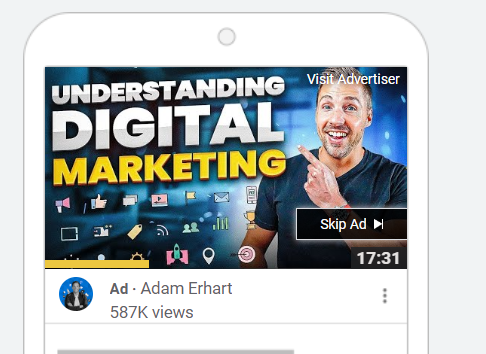 Visit Advertiser
UNDERSTANDING
DIGITAL
MARKETING
Skip Ad
17:31
Ad · Adam Erhart
587K views